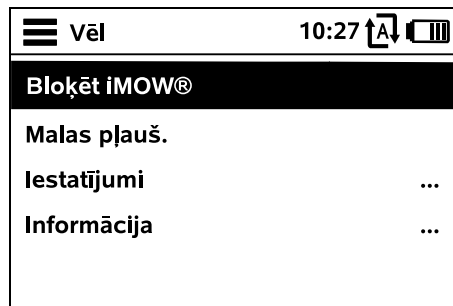 Vēl 10:27 A
Bloķēt iMOW®
Malas pļauš.
Iestatījumi ...
Informācija ...